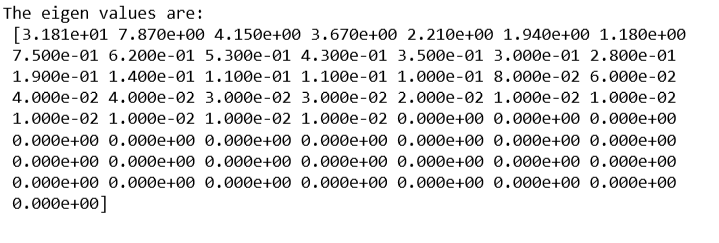 The eigen values are:
[3.181e+01 7.870e+00 4.150e+00 3.670e+00 2.210e+00 1.940e+00 1.180e+00
7.500e-01 6.200e-01 5.300e-01 4.300e-01 3.500e-01 3.000e-01 2.800e-01
1.900e-01 1.400e-01 1.100e-01 1.100e-01 1.000e-01 8.000e-02 6.000e-02
4.000e-02 4.000e-02 3.000e-02 3.000e-02 2.000e-02 1.000e-02 1.000e-02
1.000e-02 1.000e-02 1.000e-02 1.000e-02 0.000e+00 0.000e+00 0.000e+00
0.000e+00 0.000e+00 0.000e+00 0.000e+00 0.000e+00 0.000e+00 0.000e+00
0.000e+00 0.000e+00 0.000e+00 0.000e+00 0.000e+00 0.000e+00 0.000e+00
0.000e+00 0.000e+00 0.000e+00 0.000e+00 0.000e+00 0.000e+00 0.000e+00
0.000e+00]